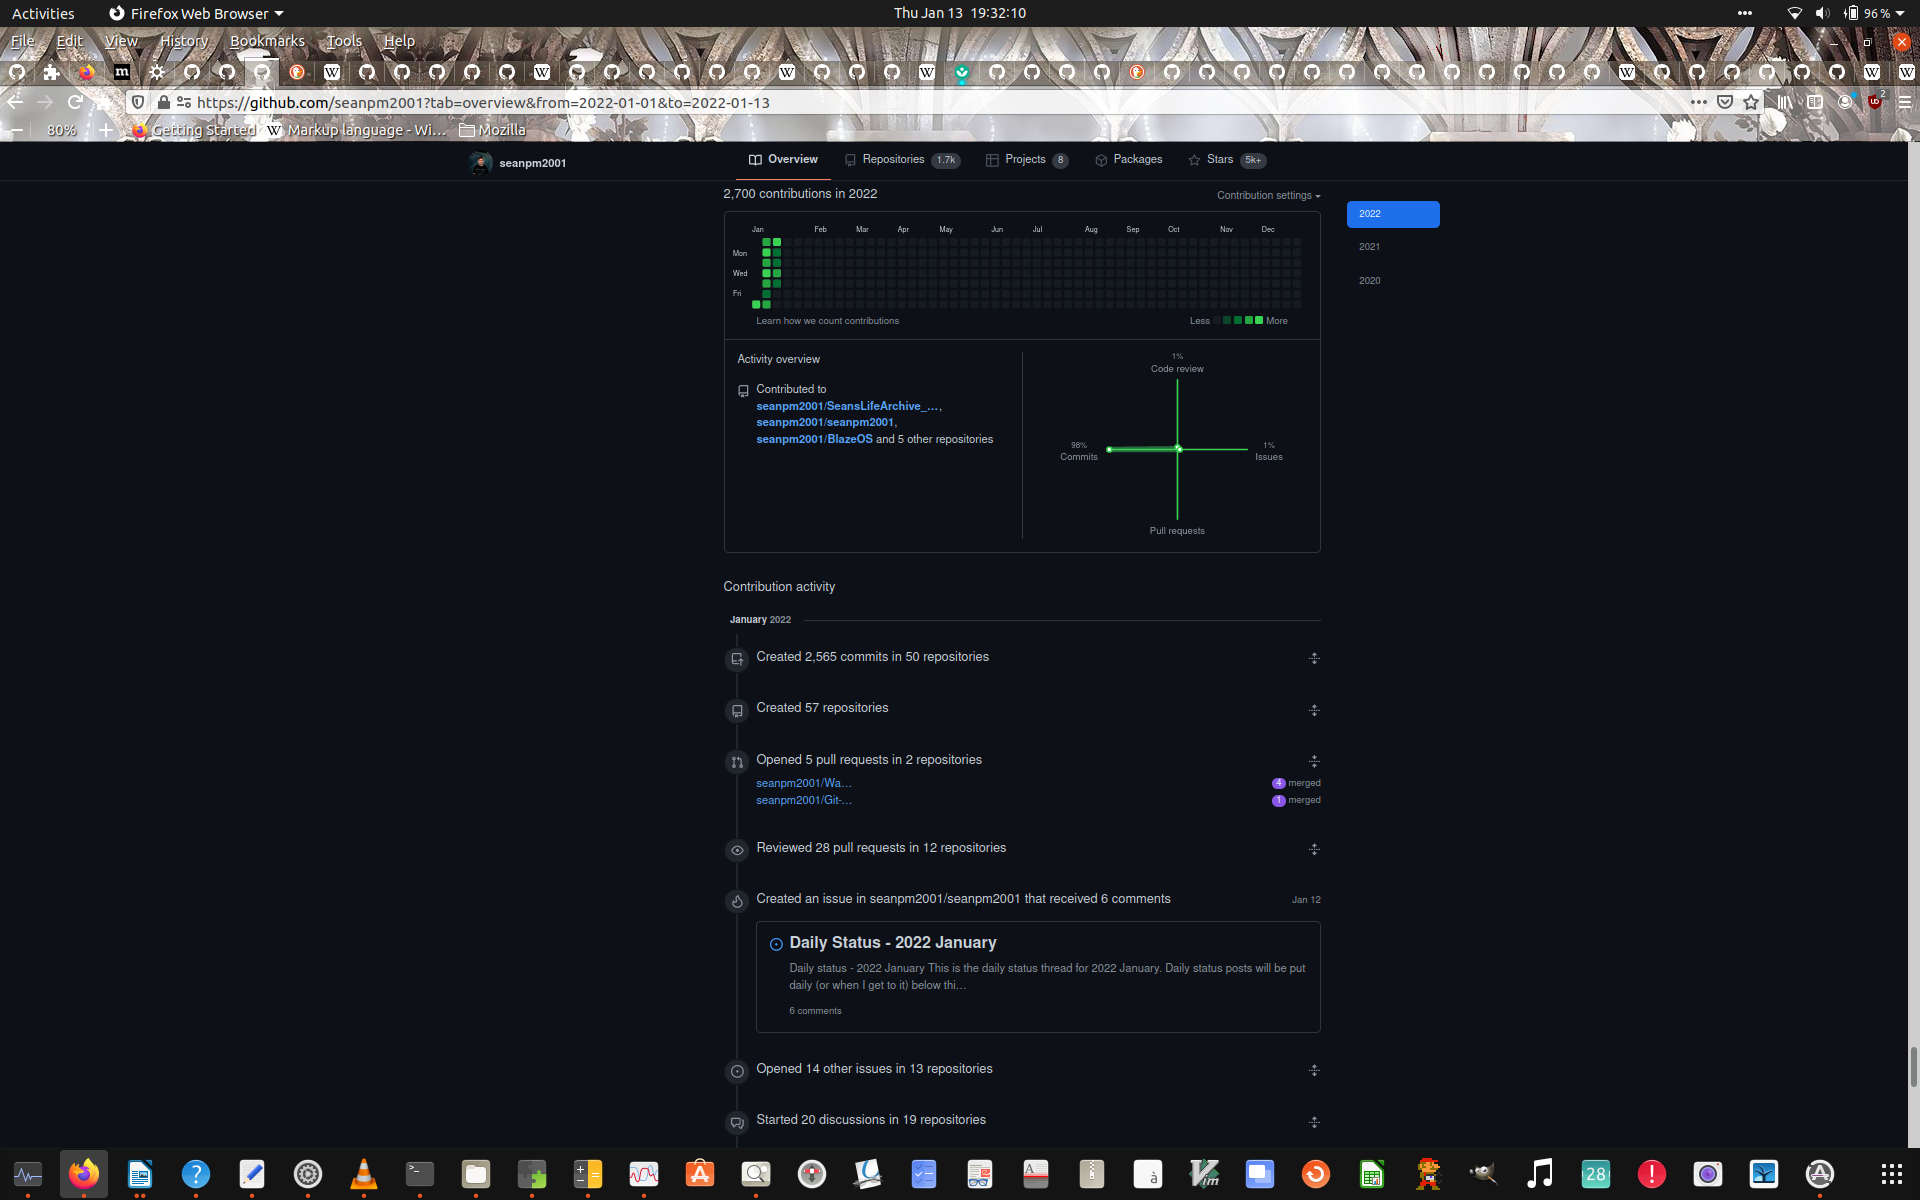 Activities
Firefox Web Browser
Thu Jan 13 19:32:10
96 %
File Edit View History Bookmarks Tools Help
https://github.com/seanpm2001?tab=overview&from=2022-01-01&to=2022-01-13
80%
Getting Started
Markup language - Wi…
Mozilla
seanpm2001
Overview
Repositories 1.7k
Projects 8
Packages
Stars 5k+
2,700 contributions in 2022
Contribution settings
2022
2021
2020
Jan Feb Mar Apr May Jun Jul Aug Sep Oct Nov Dec
Mon
Wed
Fri
Learn how we count contributions
Less More
Activity overview
Contributed to
seanpm2001/SeansLifeArchive_…,
seanpm2001/seanpm2001,
seanpm2001/BlazeOS and 5 other repositories
1%
Code review
98%
Commits
1%
Issues
Pull requests
Contribution activity
January 2022
Created 2,565 commits in 50 repositories
Created 57 repositories
Opened 5 pull requests in 2 repositories
seanpm2001/Wa… 4 merged
seanpm2001/Git-… 1 merged
Reviewed 28 pull requests in 12 repositories
Created an issue in seanpm2001/seanpm2001 that received 6 comments Jan 12
Daily Status - 2022 January
Daily status - 2022 January This is the daily status thread for 2022 January. Daily status posts will be put
daily (or when I get to it) below thi…
6 comments
Opened 14 other issues in 13 repositories
Started 20 discussions in 19 repositories
28